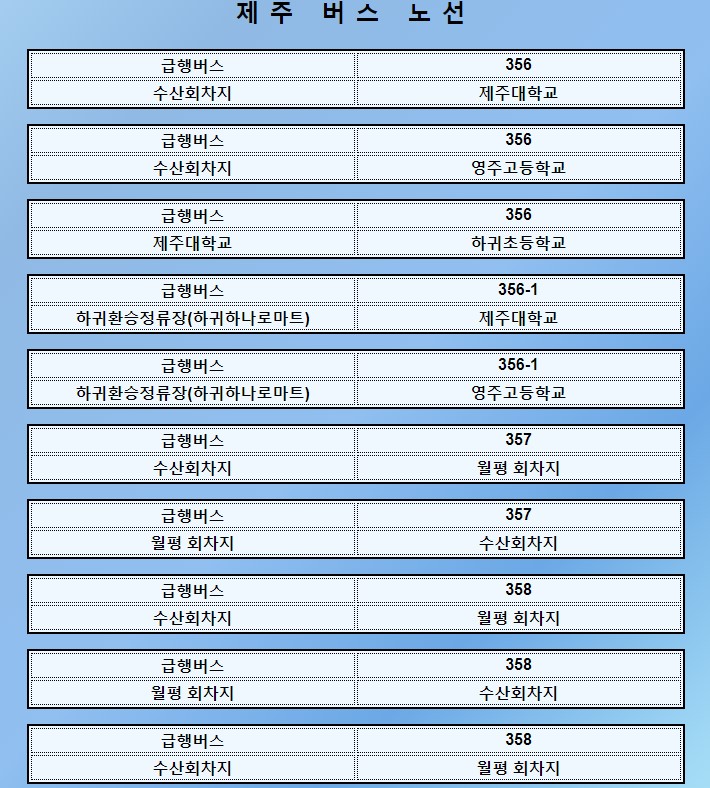 제주 버스 노선
급행버스 356
수산회차지 제주대학교
급행버스 356
수산회차지 영주고등학교
급행버스 356
제주대학교 하귀초등학교
급행버스 356-1
하귀환승정류장(하귀하나로마트) 제주대학교
급행버스 356-1
하귀환승정류장(하귀하나로마트) 영주고등학교
급행버스 357
수산회차지 월평 회차지
급행버스 357
월평 회차지 수산회차지
급행버스 358
수산회차지 월평 회차지
급행버스 358
월평 회차지 수산회차지
급행버스 358
수산회차지 월평 회차지